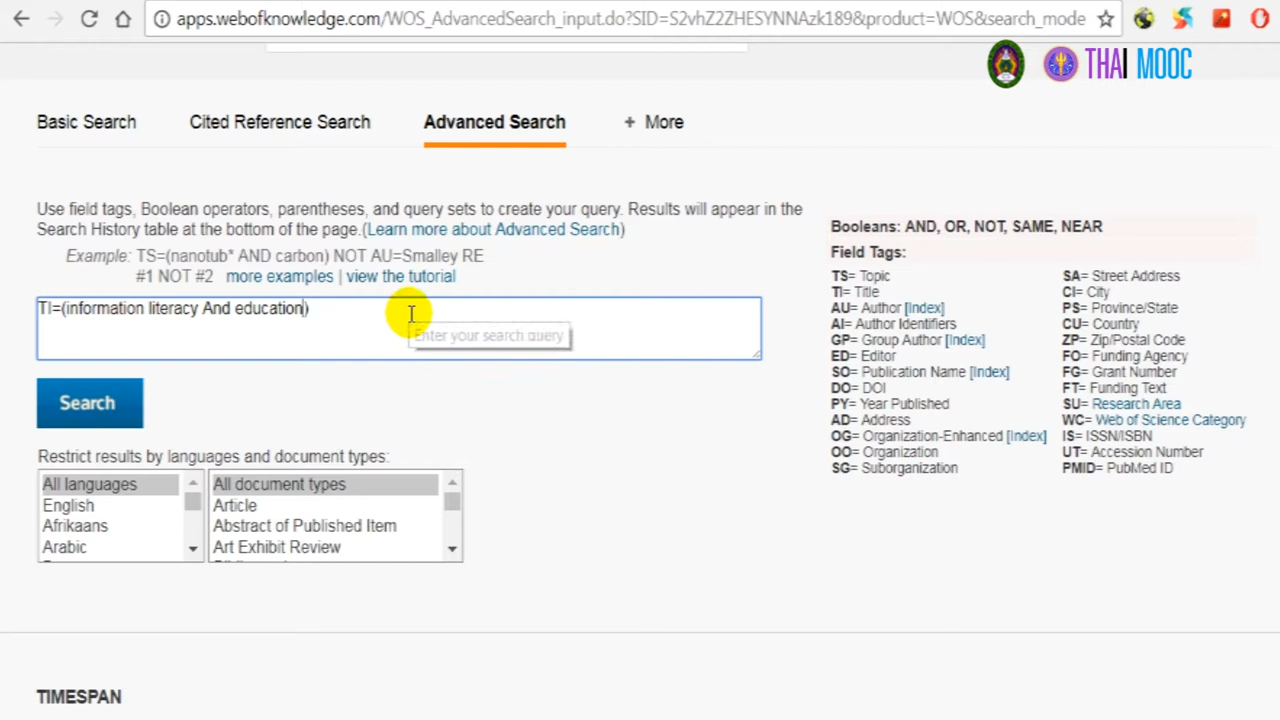 apps.webofknowledge.com/WOS_AdvancedSearch_input.do?SID=S2vhZ2ZHESYNNAzk189&product=WOS&search_mode
THAI MOOC
Basic Search
Cited Reference Search
Advanced Search
+ More
Use field tags, Boolean operators, parentheses, and query sets to create your query. Results will appear in the
Search History table at the bottom of the page.(Learn more about Advanced Search)
Example: TS=(nanotub* AND carbon) NOT AU=Smalley RE
#1 NOT #2 more examples | view the tutorial
TI=(information literacy And education)
Enter your search query
Search
Restrict results by languages and document types:
All languages
English
Afrikaans
Arabic
All document types
Article
Abstract of Published Item
Art Exhibit Review
Booleans: AND, OR, NOT, SAME, NEAR
Field Tags:
TS= Topic
TI= Title
AU= Author [Index]
AI= Author Identifiers
GP= Group Author [Index]
ED= Editor
SO= Publication Name [Index]
DO= DOI
PY= Year Published
AD= Address
OG= Organization-Enhanced [Index]
OO= Organization
SG= Suborganization
SA= Street Address
CI= City
PS= Province/State
CU= Country
ZP= Zip/Postal Code
FO= Funding Agency
FG= Grant Number
FT= Funding Text
SU= Research Area
WC= Web of Science Category
IS= ISSN/ISBN
UT= Accession Number
PMID= PubMed ID
TIMESPAN